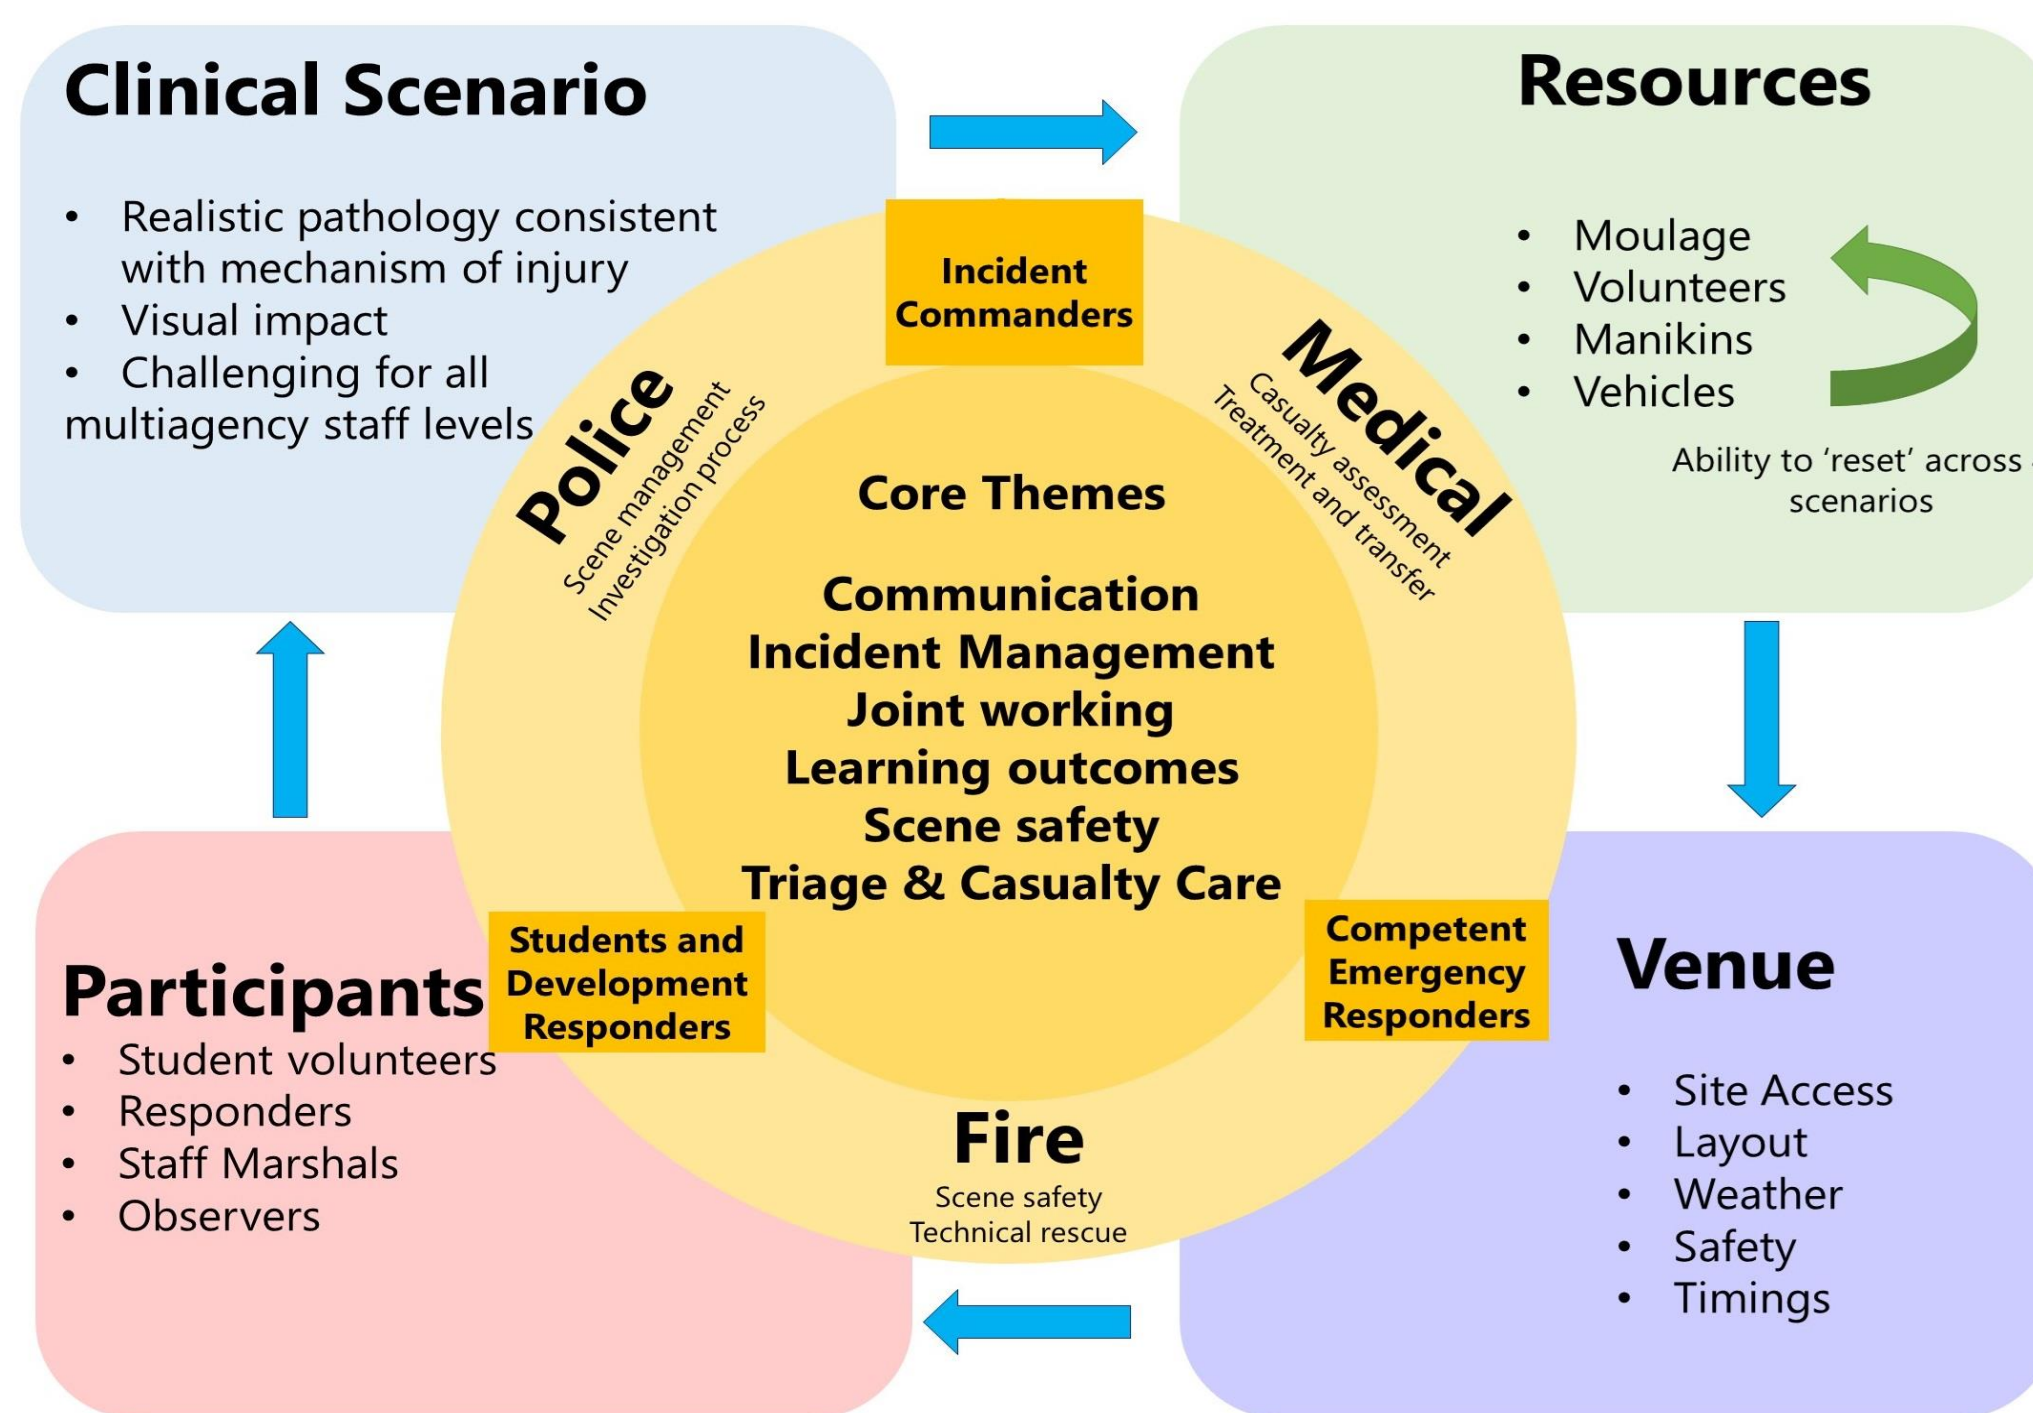 Clinical Scenario
• Realistic pathology consistent
with mechanism of injury
• Visual impact
• Challenging for all
multiagency staff levels
Resources
• Moulage
• Volunteers
• Manikins
• Vehicles
Ability to ‘reset’ across
scenarios
Incident
Commanders
Police
Scene management
Investigation process
Medical
Casualty assessment
Treatment and transfer
Core Themes
Communication
Incident Management
Joint working
Learning outcomes
Scene safety
Triage & Casualty Care
Students and
Development
Responders
Competent
Emergency
Responders
Fire
Scene safety
Technical rescue
Participants
• Student volunteers
• Responders
• Staff Marshals
• Observers
Venue
• Site Access
• Layout
• Weather
• Safety
• Timings